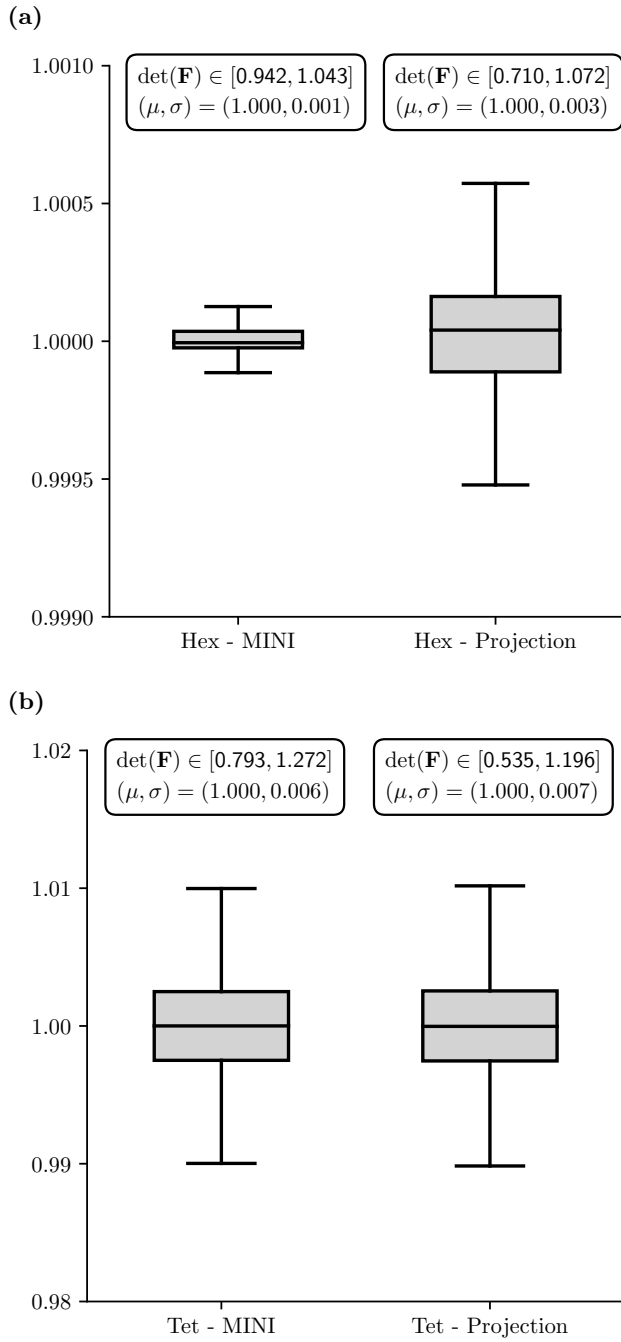 (a)
1.0010
det(F) ∈ [0.942, 1.043]
(μ, σ) = (1.000, 0.001)
det(F) ∈ [0.710, 1.072]
(μ, σ) = (1.000, 0.003)
1.0005
1.0000
0.9995
0.9990
Hex - MINI
Hex - Projection
(b)
1.02
det(F) ∈ [0.793, 1.272]
(μ, σ) = (1.000, 0.006)
det(F) ∈ [0.535, 1.196]
(μ, σ) = (1.000, 0.007)
1.01
1.00
0.99
0.98
Tet - MINI
Tet - Projection